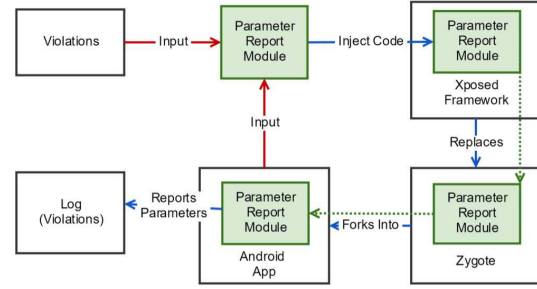 Violations
Input
Parameter
Report
Module
Inject Code
Parameter
Report
Module
Xposed
Framework
Input
Replaces
Log
(Violations)
Reports
Parameters
Parameter
Report
Module
Android
App
Forks Into
Parameter
Report
Module
Zygote